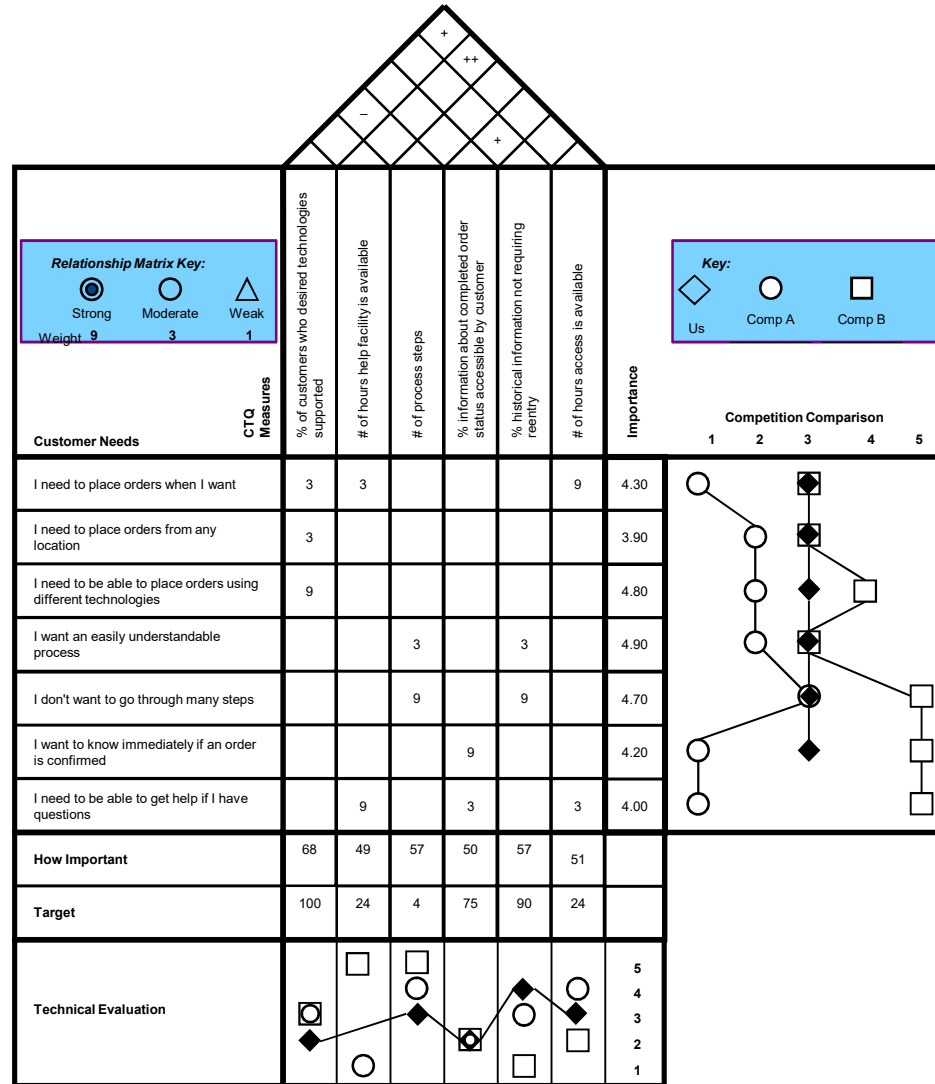 +
++
–
+
Relationship Matrix Key:
Strong Moderate Weak
Weight 9 3 1
Customer Needs
CTQ
Measures
% of customers who desired technologies
supported
# of hours help facility is available
# of process steps
% information about completed order
status accessible by customer
% historical information not requiring
reentry
# of hours access is available
Importance
Key:
Us Comp A Comp B
Competition Comparison
1 2 3 4 5
I need to place orders when I want 3 3 9 4.30
I need to place orders from any
location 3 3.90
I need to be able to place orders using
different technologies 9 4.80
I want an easily understandable
process 3 3 4.90
I don't want to go through many steps 9 9 4.70
I want to know immediately if an order
is confirmed 9 4.20
I need to be able to get help if I have
questions 9 3 3 4.00
How Important 68 49 57 50 57 51
Target 100 24 4 75 90 24
Technical Evaluation
5
4
3
2
1